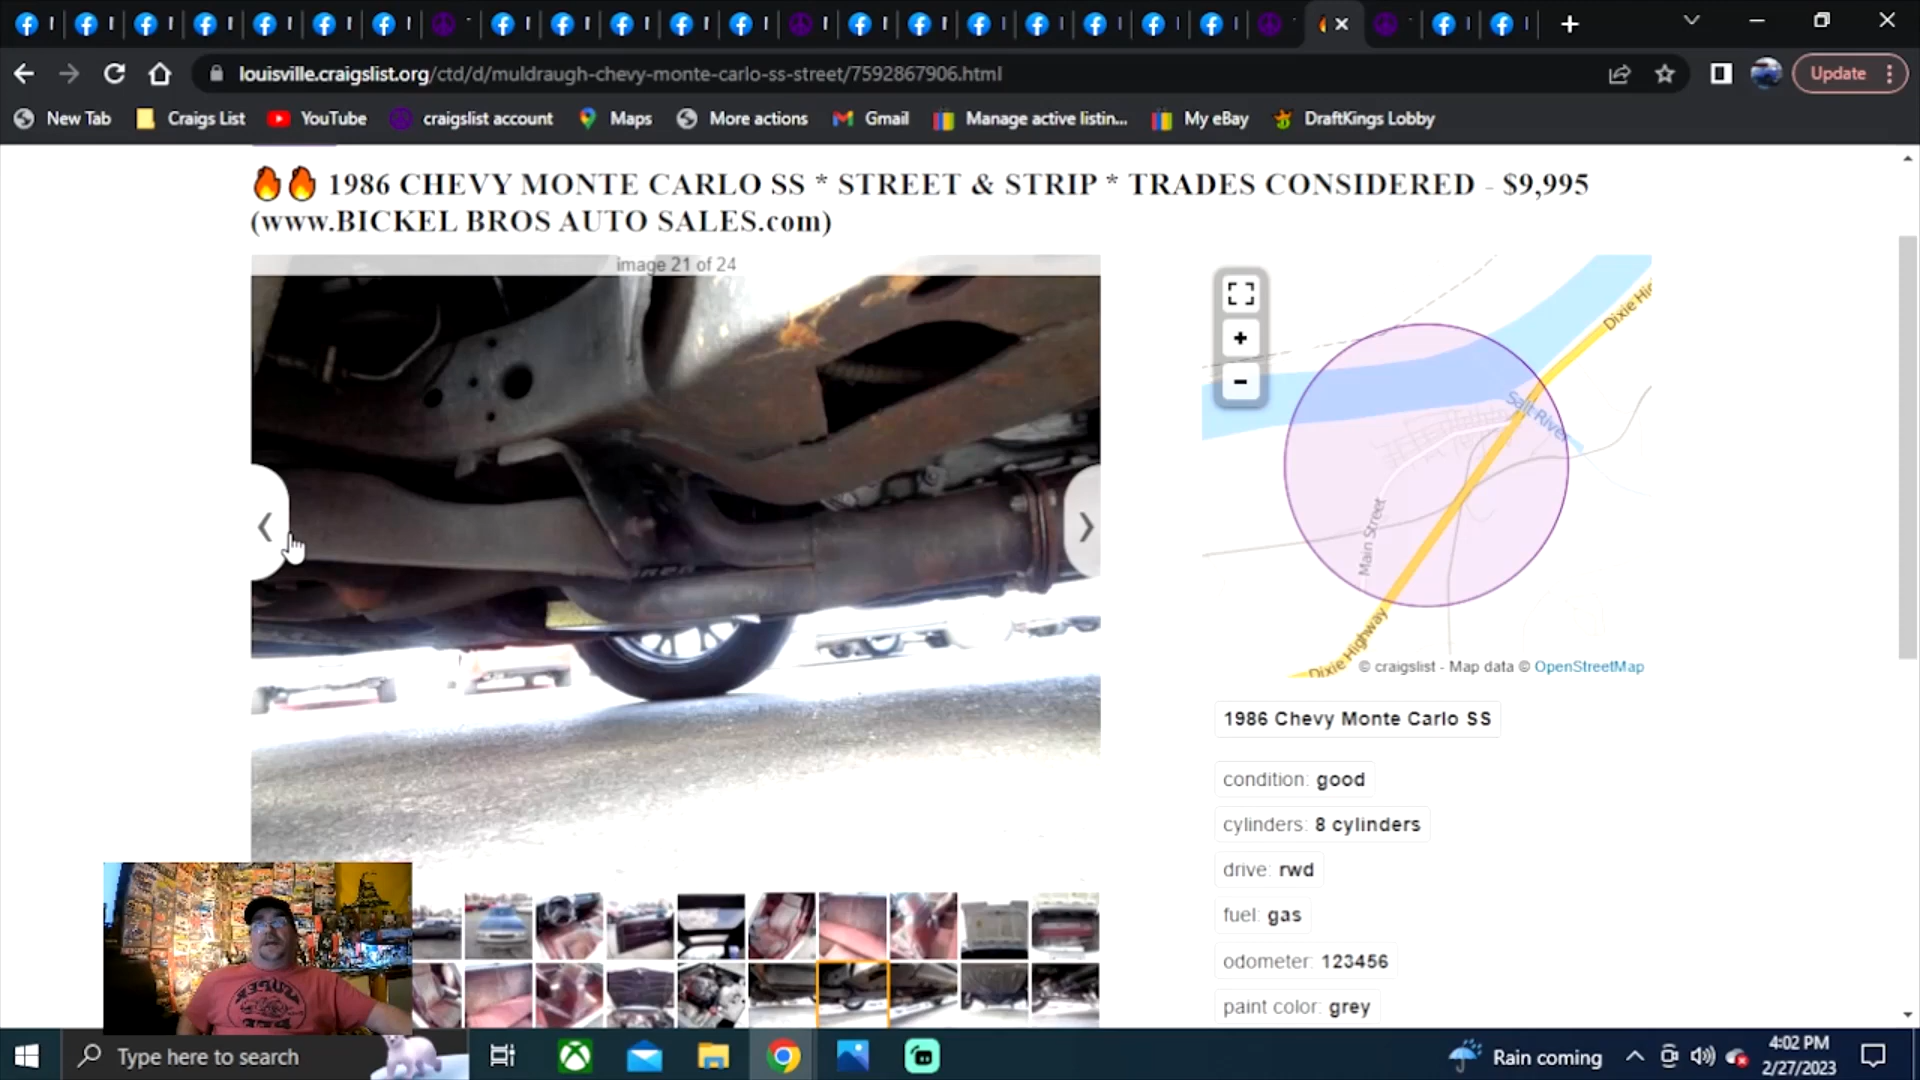 louisville.craigslist.org/ctd/d/muldraugh-chevy-monte-carlo-ss-street/7592867906.html
Update
New Tab
Craigs List
YouTube
craigslist account
Maps
More actions
Gmail
Manage active listin...
My eBay
DraftKings Lobby
🔥🔥 1986 CHEVY MONTE CARLO SS * STREET & STRIP * TRADES CONSIDERED - $9,995
(www.BICKEL BROS AUTO SALES.com)
image 21 of 24
+
−
Dixie Hig
Salt River
Main Street
Dixie Highway
© craigslist - Map data © OpenStreetMap
1986 Chevy Monte Carlo SS
condition: good
cylinders: 8 cylinders
drive: rwd
fuel: gas
odometer: 123456
paint color: grey
SUPER
BEE
Type here to search
Rain coming
4:02 PM
2/27/2023